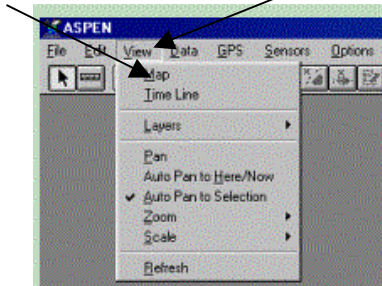 ASPEN
File Edit View Data GPS Sensors Options
Map
Time Line
Layers
Pan
Auto Pan to Here/Now
Auto Pan to Selection
Zoom
Scale
Refresh